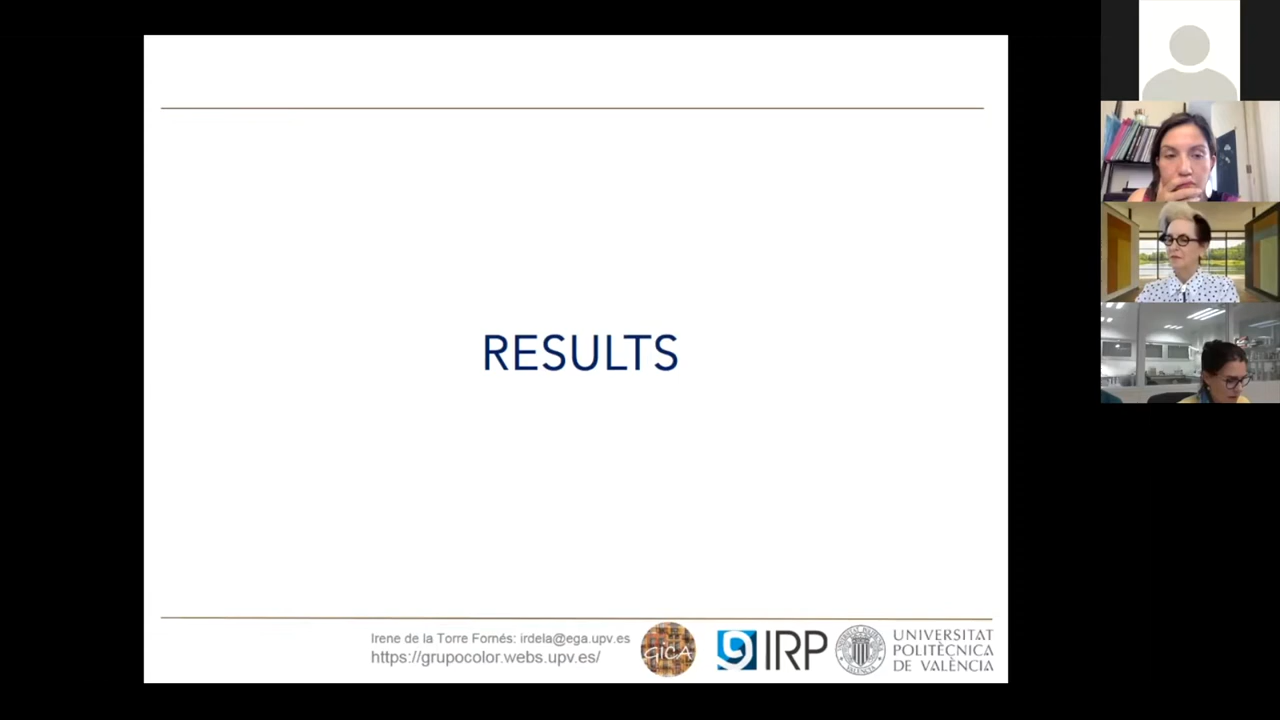 RESULTS
Irene de la Torre Fornés: irdela@ega.upv.es
https://grupocolor.webs.upv.es/
GICA
IRP
UNIVERSITAT
POLITÈCNICA
DE VALÈNCIA